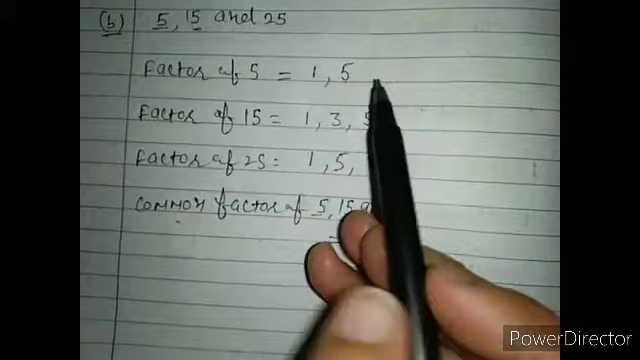 (b) 5, 15 and 25
Factor of 5 = 1, 5
Factor of 15 = 1, 3, 5
Factor of 25 = 1, 5,
Common factor of 5, 15
PowerDirector